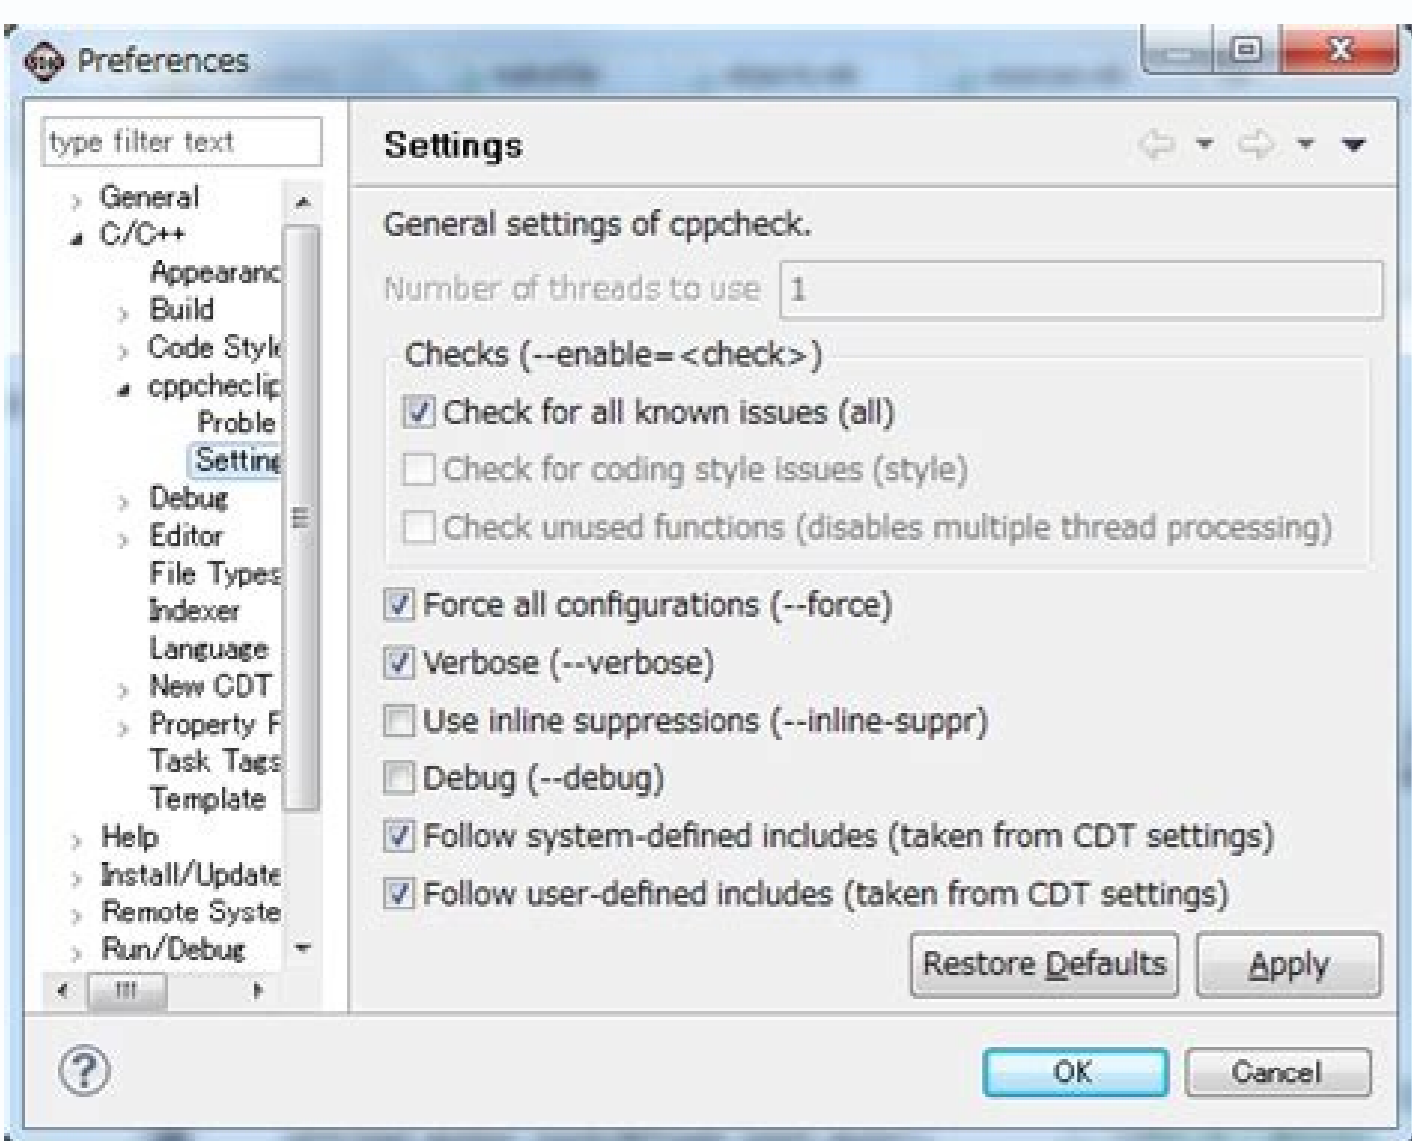 Preferences
type filter text
General
C/C++
Appearanc
Build
Code Style
cppcheclip
Proble
Setting
Debug
Editor
File Types
Indexer
Language
New CDT
Property F
Task Tags
Template
Help
Install/Update
Remote Syste
Run/Debug
Settings
General settings of cppcheck.
Number of threads to use 1
Checks (--enable=<check>)
Check for all known issues (all)
Check for coding style issues (style)
Check unused functions (disables multiple thread processing)
Force all configurations (--force)
Verbose (--verbose)
Use inline suppressions (--inline-suppr)
Debug (--debug)
Follow system-defined includes (taken from CDT settings)
Follow user-defined includes (taken from CDT settings)
Restore Defaults Apply
? OK Cancel